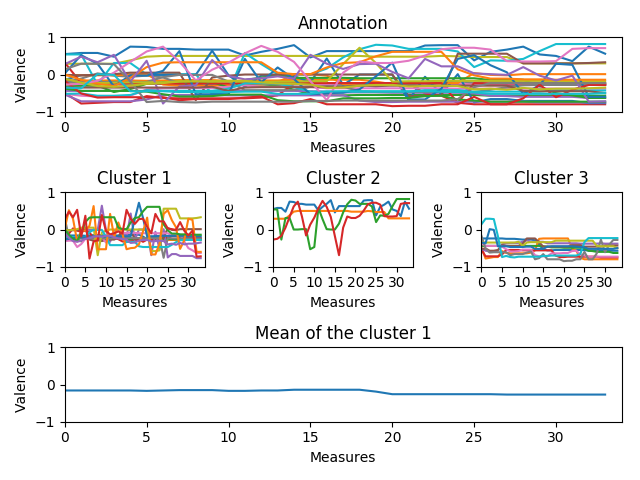 Annotation
1
0
−1
Valence
0 5 10 15 20 25 30
Measures
Cluster 1 Cluster 2 Cluster 3
1 1 1
0 0 0
−1 −1 −1
Valence Valence Valence
0 5 10 15 20 25 30 0 5 10 15 20 25 30 0 5 10 15 20 25 30
Measures Measures Measures
Mean of the cluster 1
1
0
−1
Valence
0 5 10 15 20 25 30
Measures